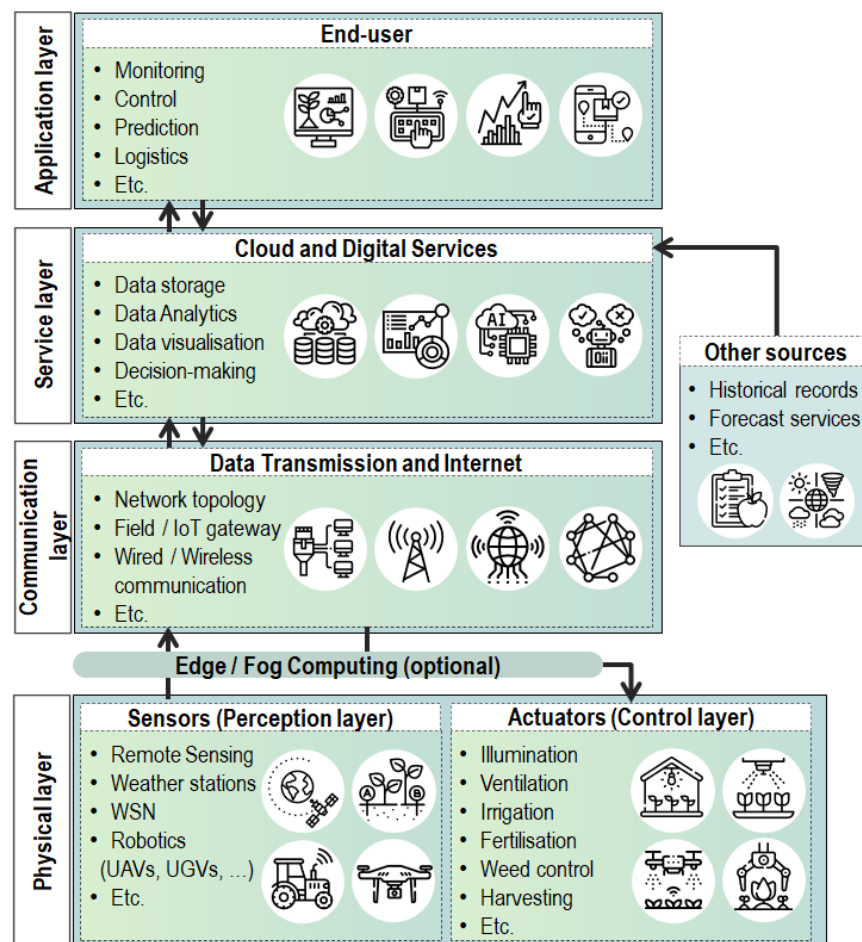 Application layer
End-user
• Monitoring
• Control
• Prediction
• Logistics
• Etc.
Service layer
Cloud and Digital Services
• Data storage
• Data Analytics
• Data visualisation
• Decision-making
• Etc.
AI
Other sources
• Historical records
• Forecast services
• Etc.
Communication
layer
Data Transmission and Internet
• Network topology
• Field / IoT gateway
• Wired / Wireless
communication
• Etc.
Edge / Fog Computing (optional)
Physical layer
Sensors (Perception layer)
• Remote Sensing
• Weather stations
• WSN
• Robotics
(UAVs, UGVs, ...)
• Etc.
A B
Actuators (Control layer)
• Illumination
• Ventilation
• Irrigation
• Fertilisation
• Weed control
• Harvesting
• Etc.